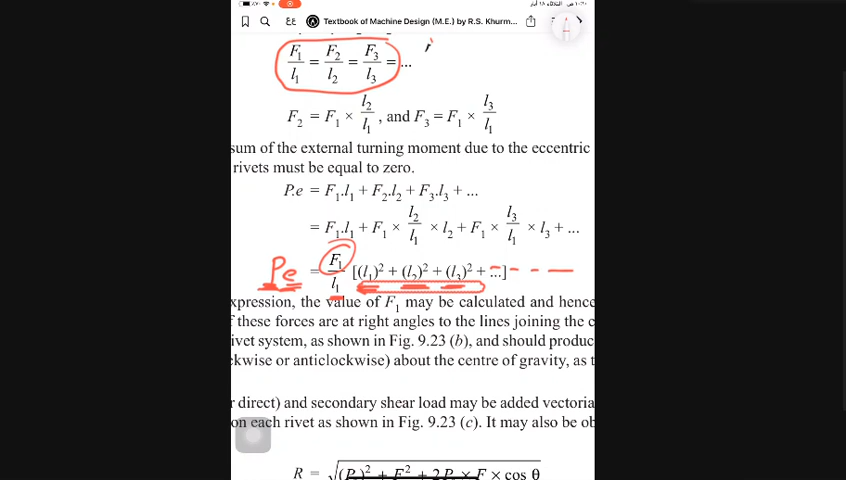 Textbook of Machine Design (M.E.) by R.S. Khurm...
F₁/l₁ = F₂/l₂ = F₃/l₃ = ...
F₂ = F₁ × l₂/l₁, and F₃ = F₁ × l₃/l₁
sum of the external turning moment due to the eccentric
rivets must be equal to zero.
P.e = F₁.l₁ + F₂.l₂ + F₃.l₃ + ...
= F₁.l₁ + F₁ × l₂/l₁ × l₂ + F₁ × l₃/l₁ × l₃ + ...
Pe = F₁/l₁ [(l₁)² + (l₂)² + (l₃)² + ...]
xpression, the value of F₁ may be calculated and hence
f these forces are at right angles to the lines joining the c
ivet system, as shown in Fig. 9.23 (b), and should produc
kwise or anticlockwise) about the centre of gravity, as t
r direct) and secondary shear load may be added vectoria
on each rivet as shown in Fig. 9.23 (c). It may also be ob